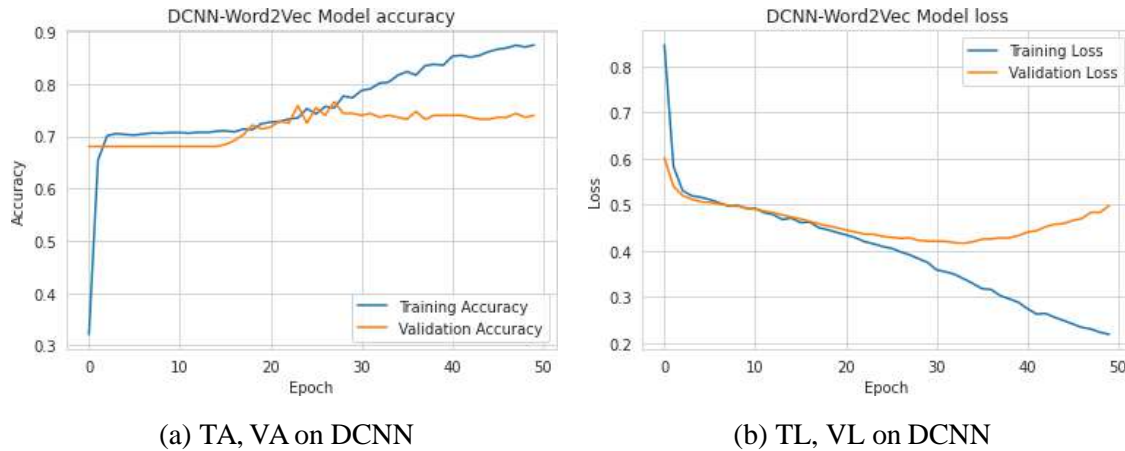 DCNN-Word2Vec Model accuracy
0.9
0.8
0.7
0.6
0.5
0.4
0.3
Accuracy
Training Accuracy
Validation Accuracy
0 10 20 30 40 50
Epoch
(a) TA, VA on DCNN
DCNN-Word2Vec Model loss
Training Loss
Validation Loss
0.8
0.7
0.6
0.5
0.4
0.3
0.2
Loss
0 10 20 30 40 50
Epoch
(b) TL, VL on DCNN